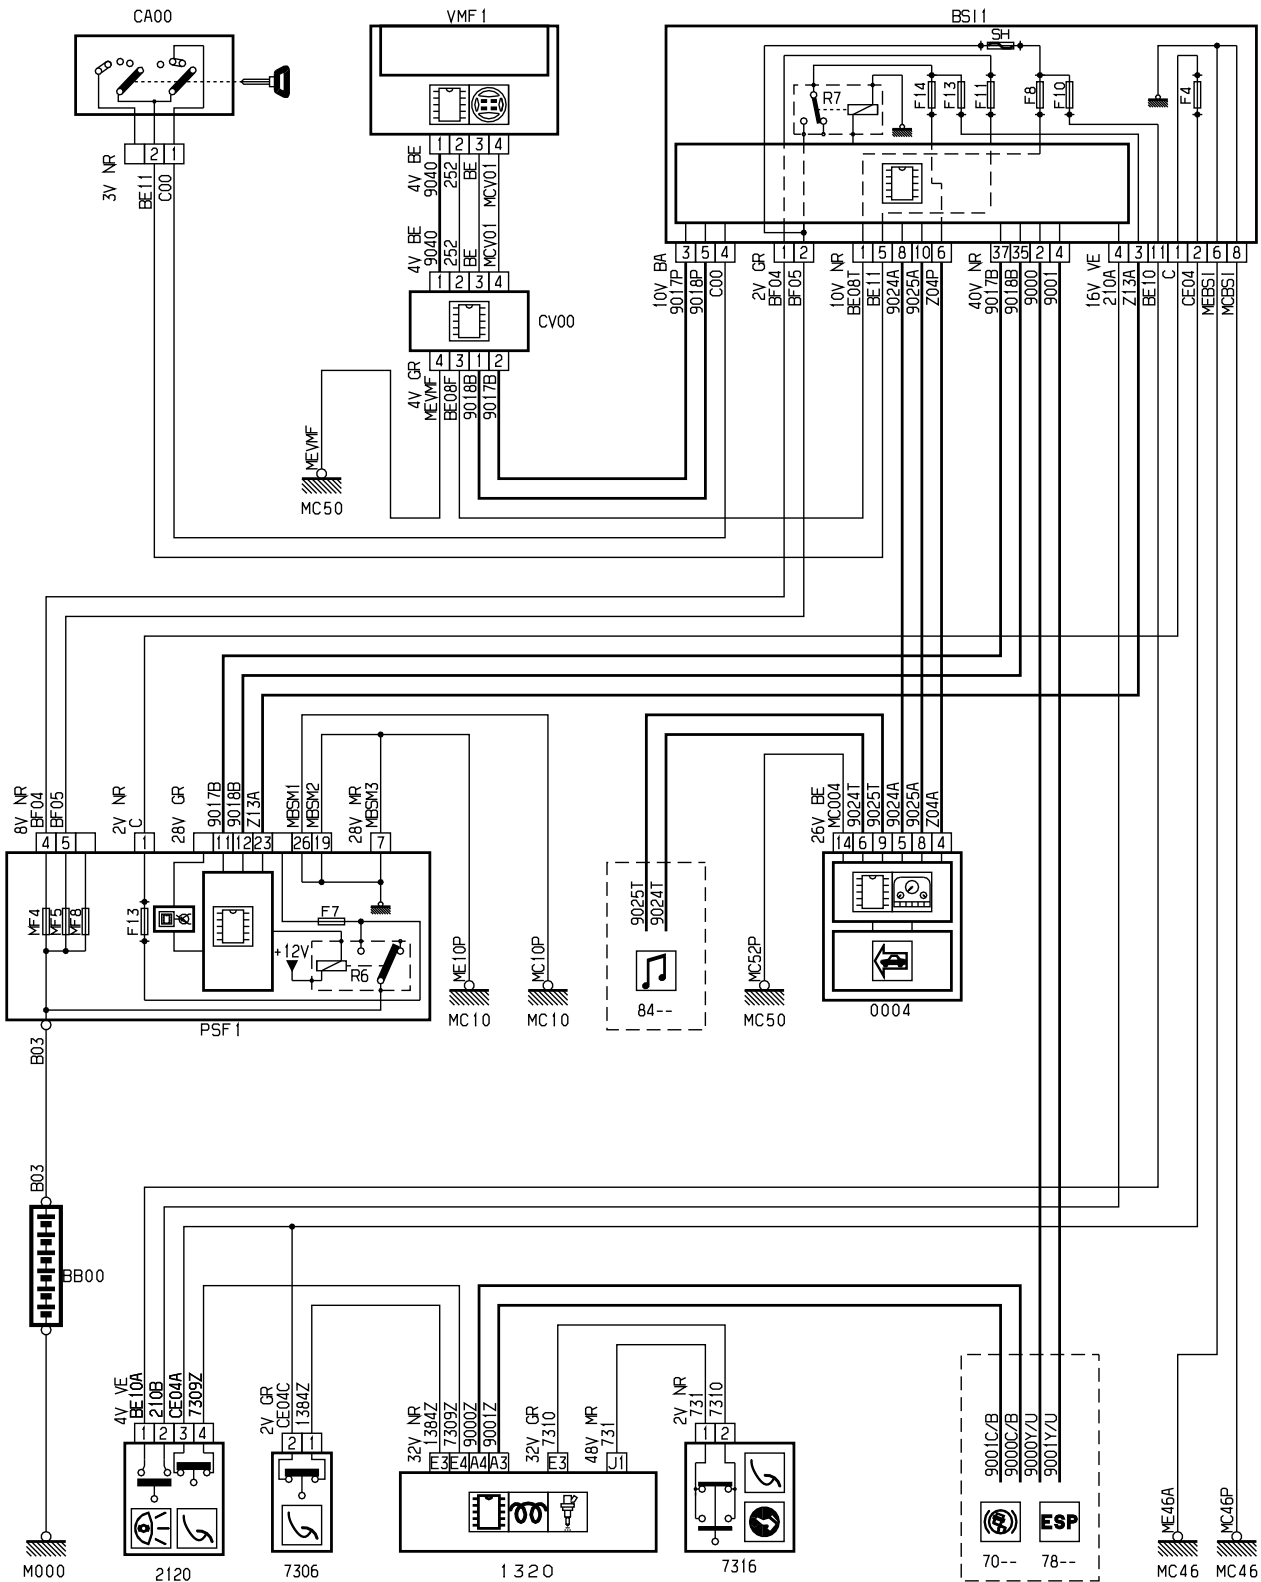 CA00
VMF1
BSI1
SH
R7
F14
F13
F11
F8
F10
F4
2 1
3V NR
BE11
C00
1 2 3 4
4V BE
9040
252
BE
MCV01
4V BE
9040
252
BE
MCV01
1 2 3 4
CV00
4 3 1 2
4V GR
MEVMF
BE08F
9018B
9017B
MEVMF
MC50
3 5 4
10V BA
9017P
9018P
C00
1 2
2V GR
BF04
BF05
1 5 8 10 6
10V NR
BE08T
BE11
9024A
9025A
Z04P
37 35 2 4
40V NR
9017B
9018B
9000
9001
4 3 11 1 2 6 8
16V VE
210A
Z13A
BE10
C
CE04
MEBSI
MCBSI
8V NR
BF04
BF05
4 5
2V NR
C
1
28V GR
9017B
9018B
Z13A
MBSM1
MBSM2
11 12 23 26 19
28V MR
MBSM3
7
MF4
MF5
MF8
F13
F7
+12V
R6
PSF1
ME10P
MC10
MC10P
MC10
9025T
9024T
84--
MC52P
MC50
26V BE
MC004
9024T
9025T
9024A
9025A
Z04A
14 6 9 5 8 4
0004
B03
B03
BB00
M000
4V VE
BE10A
210B
CE04A
7309Z
1 2 3 4
2120
2V GR
CE04C
1384Z
2 1
7306
32V NR
1384Z
7309Z
9000Z
9001Z
E3 E4 A4 A3
32V GR
7310
E3
48V MR
731
J1
1320
2V NR
731
7310
1 2
7316
9001C/B
9000C/B
9000Y/U
9001Y/U
ESP
70--
78--
ME46A
MC46
MC46P
MC46